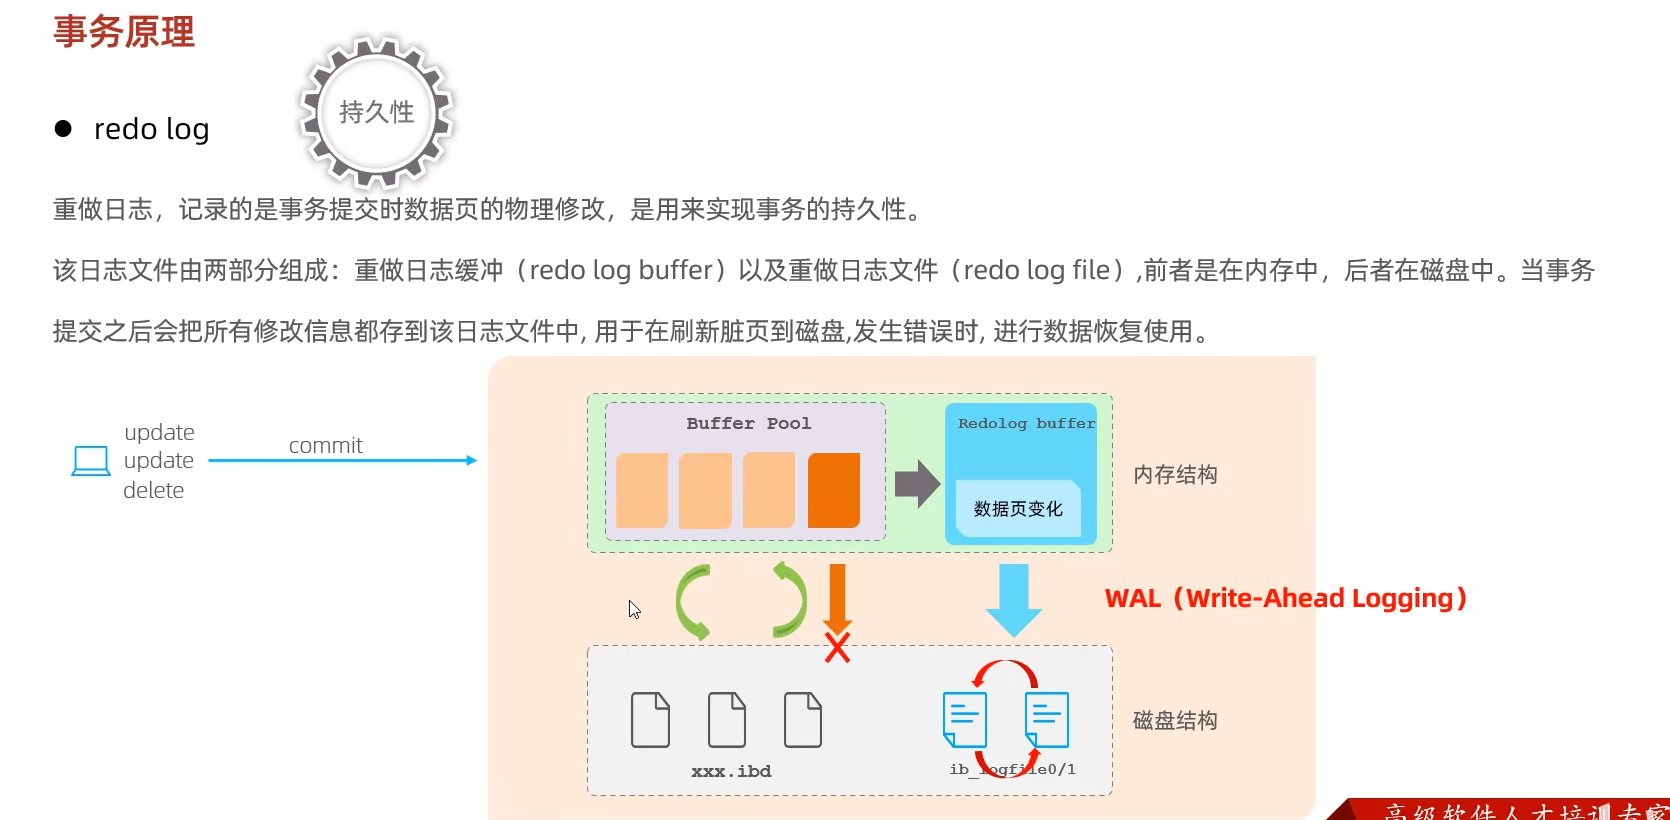 事务原理
持久性
● redo log
重做日志，记录的是事务提交时数据页的物理修改，是用来实现事务的持久性。
该日志文件由两部分组成：重做日志缓冲（redo log buffer）以及重做日志文件（redo log file）,前者是在内存中，后者在磁盘中。当事务
提交之后会把所有修改信息都存到该日志文件中, 用于在刷新脏页到磁盘,发生错误时, 进行数据恢复使用。
update
update
delete
commit
Buffer Pool
Redolog buffer
数据页变化
内存结构
WAL（Write-Ahead Logging）
磁盘结构
xxx.ibd
ib_logfile0/1
高级软件人才培训专家